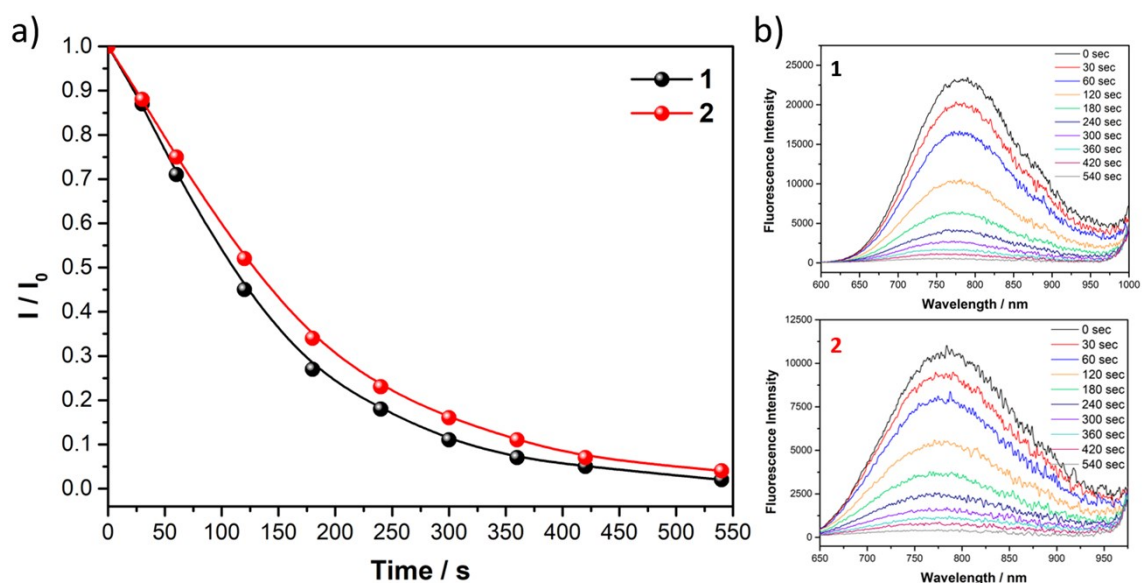 a)
1.0
0.9
0.8
0.7
0.6
0.5
0.4
0.3
0.2
0.1
0.0
I / I0
1
2
0 50 100 150 200 250 300 350 400 450 500 550
Time / s
b)
1
25000
20000
15000
10000
5000
0
Fluorescence Intensity
0 sec
30 sec
60 sec
120 sec
180 sec
240 sec
300 sec
360 sec
420 sec
540 sec
600 650 700 750 800 850 900 950 1000
Wavelength / nm
2
12500
10000
7500
5000
2500
0
Fluorescence Intensity
0 sec
30 sec
60 sec
120 sec
180 sec
240 sec
300 sec
360 sec
420 sec
540 sec
650 700 750 800 850 900 950
Wavelength / nm